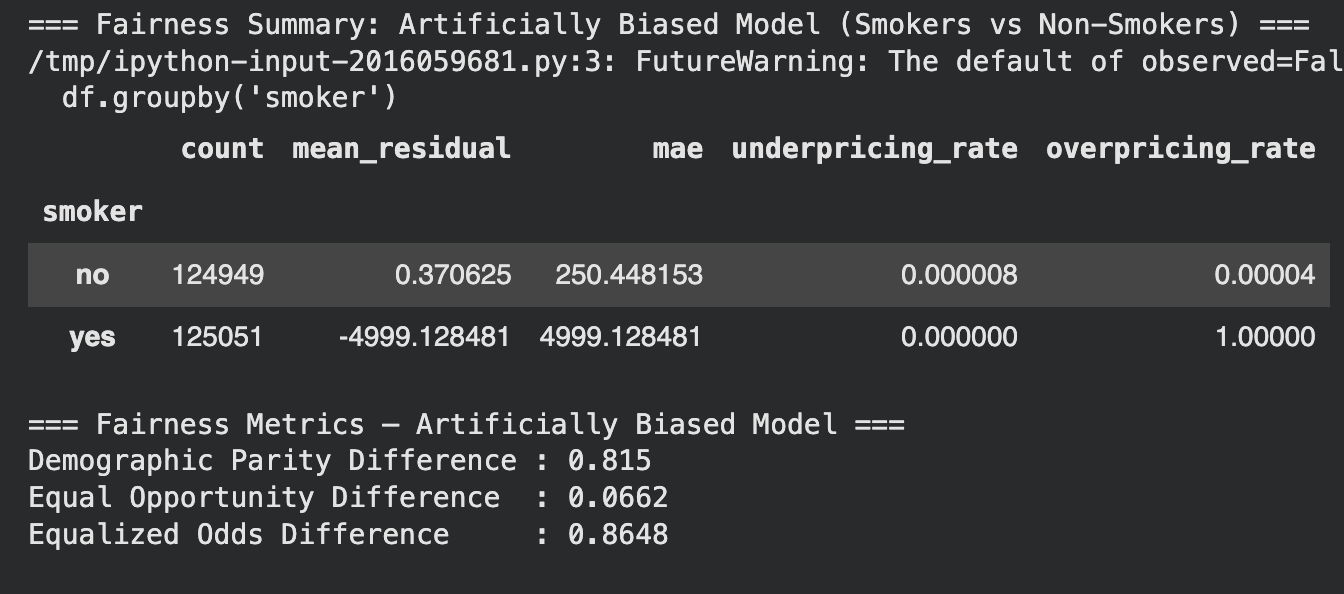 === Fairness Summary: Artificially Biased Model (Smokers vs Non-Smokers) ===
/tmp/ipython-input-2016059681.py:3: FutureWarning: The default of observed=Fal
df.groupby('smoker')
count mean_residual mae underpricing_rate overpricing_rate
smoker
no 124949 0.370625 250.448153 0.000008 0.00004
yes 125051 -4999.128481 4999.128481 0.000000 1.00000
=== Fairness Metrics — Artificially Biased Model ===
Demographic Parity Difference : 0.815
Equal Opportunity Difference : 0.0662
Equalized Odds Difference : 0.8648